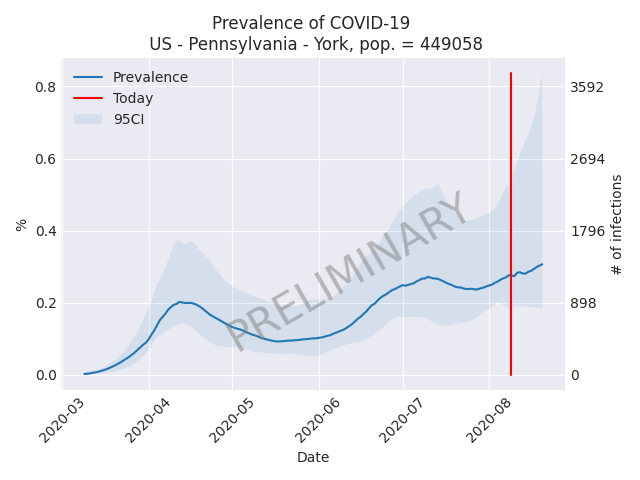 Prevalence of COVID-19
US - Pennsylvania - York, pop. = 449058
Prevalence
Today
95CI
PRELIMINARY
%
0.8
0.6
0.4
0.2
0.0
3592
2694
1796
898
0
# of infections
2020-03
2020-04
2020-05
2020-06
2020-07
2020-08
Date